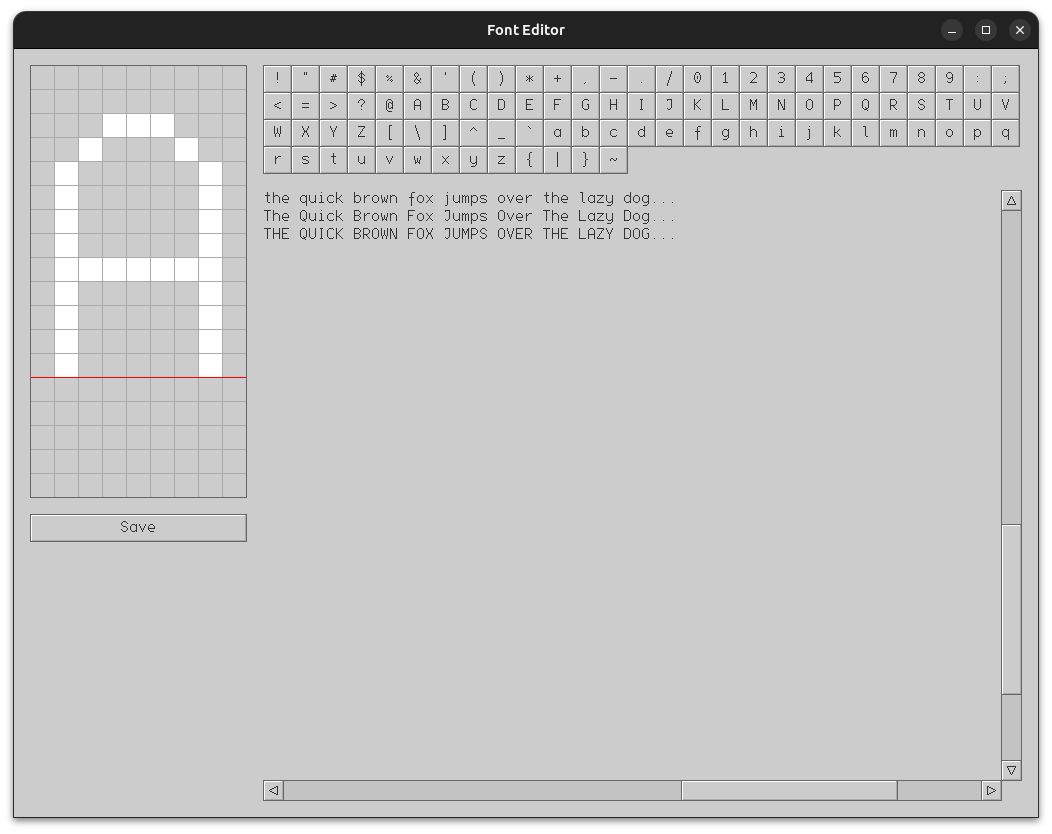 Font Editor
! " # $ % & ' ( ) * + , - . / 0 1 2 3 4 5 6 7 8 9 : ;
< = > ? @ A B C D E F G H I J K L M N O P Q R S T U V
W X Y Z [ \ ] ^ _ ` a b c d e f g h i j k l m n o p q
r s t u v w x y z { | } ~
the quick brown fox jumps over the lazy dog...
The Quick Brown Fox Jumps Over The Lazy Dog...
THE QUICK BROWN FOX JUMPS OVER THE LAZY DOG...
Save